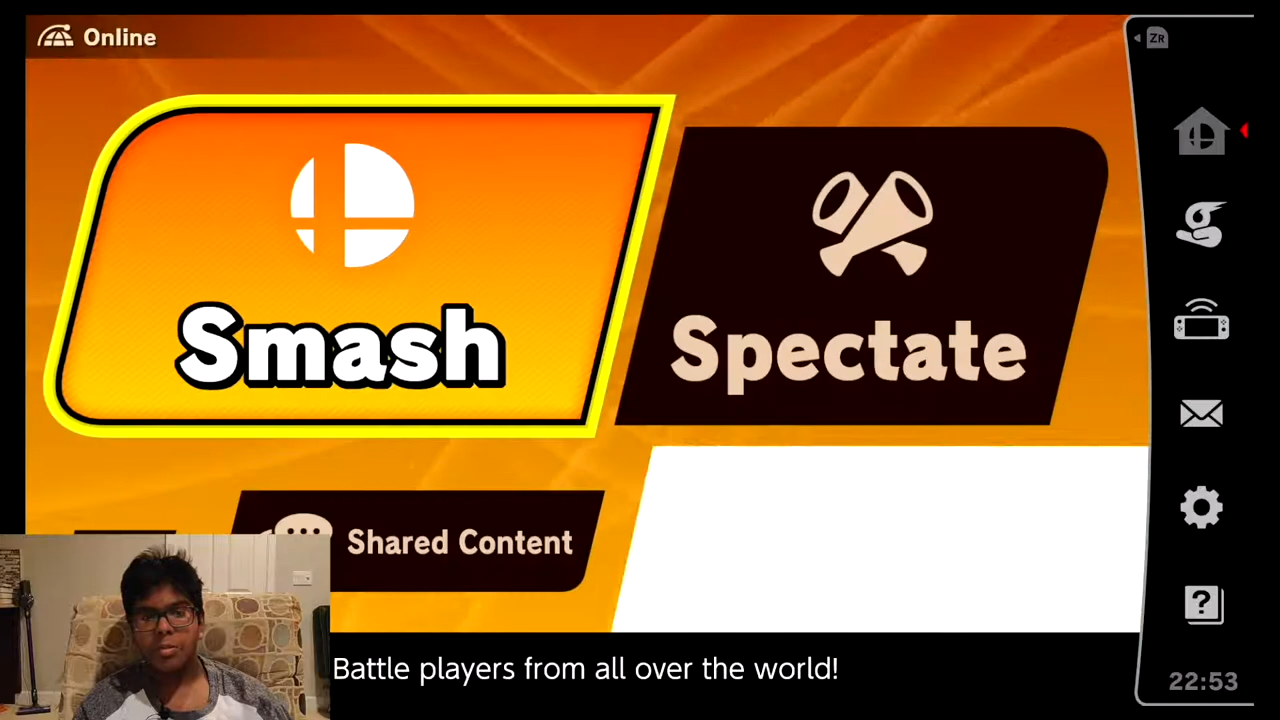 Online
ZR
Smash
Spectate
Shared Content
?
Battle players from all over the world!
22:53